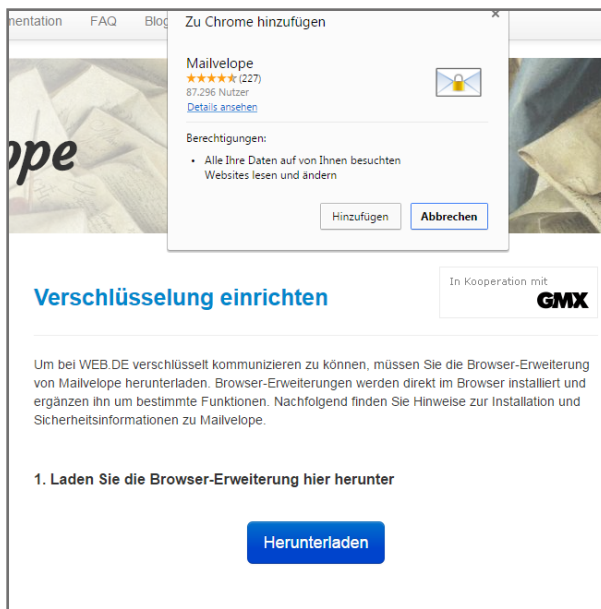 mentation FAQ Blog
Zu Chrome hinzufügen
Mailvelope
(227)
87.296 Nutzer
Details ansehen
Berechtigungen:
• Alle Ihre Daten auf von Ihnen besuchten
Websites lesen und ändern
Hinzufügen Abbrechen
ope
Verschlüsselung einrichten
In Kooperation mit
GMX
Um bei WEB.DE verschlüsselt kommunizieren zu können, müssen Sie die Browser-Erweiterung
von Mailvelope herunterladen. Browser-Erweiterungen werden direkt im Browser installiert und
ergänzen ihn um bestimmte Funktionen. Nachfolgend finden Sie Hinweise zur Installation und
Sicherheitsinformationen zu Mailvelope.
1. Laden Sie die Browser-Erweiterung hier herunter
Herunterladen